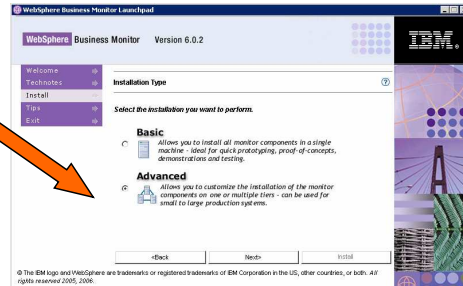 WebSphere Business Monitor Launchpad
WebSphere Business Monitor Version 6.0.2
IBM.
Welcome
Technotes
Install
Tips
Exit
Installation Type
?
Select the installation you want to perform.
Basic
Allows you to install all monitor components in a single
machine - ideal for quick prototyping, proof-of-concepts,
demonstrations and testing.
Advanced
Allows you to customize the installation of the monitor
components on one or multiple tiers - can be used for
small to large production systems.
<Back
Next>
Install
© The IBM logo and WebSphere are trademarks or registered trademarks of IBM Corporation in the US, other countries, or both. All
rights reserved 2005, 2006.